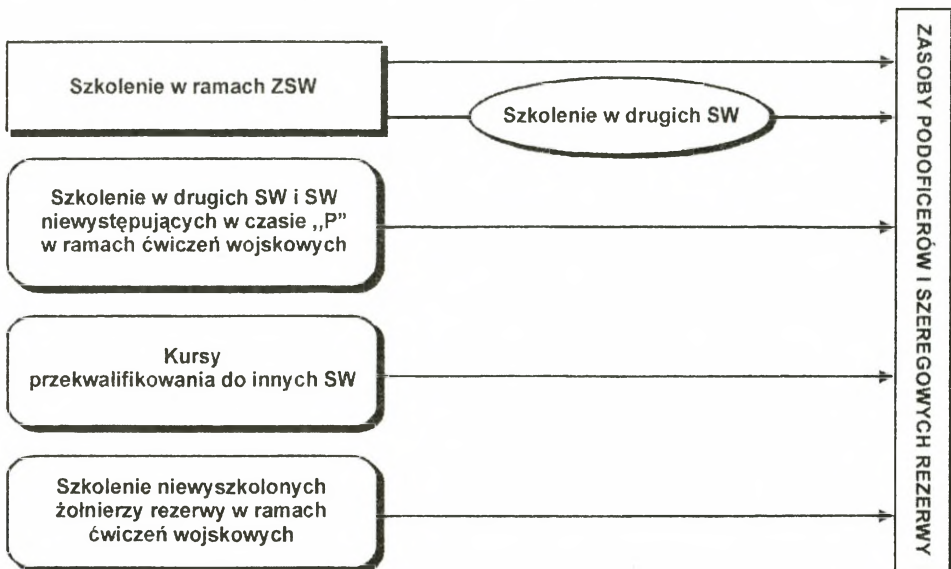 Szkolenie w ramach ZSW
Szkolenie w drugich SW
Szkolenie w drugich SW i SW
niewystępujących w czasie „P”
w ramach ćwiczeń wojskowych
Kursy
przekwalifikowania do innych SW
Szkolenie niewyszkolonych
żołnierzy rezerwy w ramach
ćwiczeń wojskowych
ZASOBY PODOFICERÓW I SZEREGOWYCH REZERWY